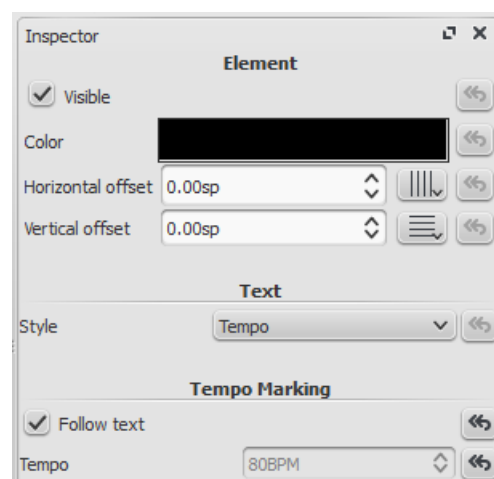 Inspector
Element
Visible
Color
Horizontal offset 0.00sp
Vertical offset 0.00sp
Text
Style Tempo
Tempo Marking
Follow text
Tempo 80BPM